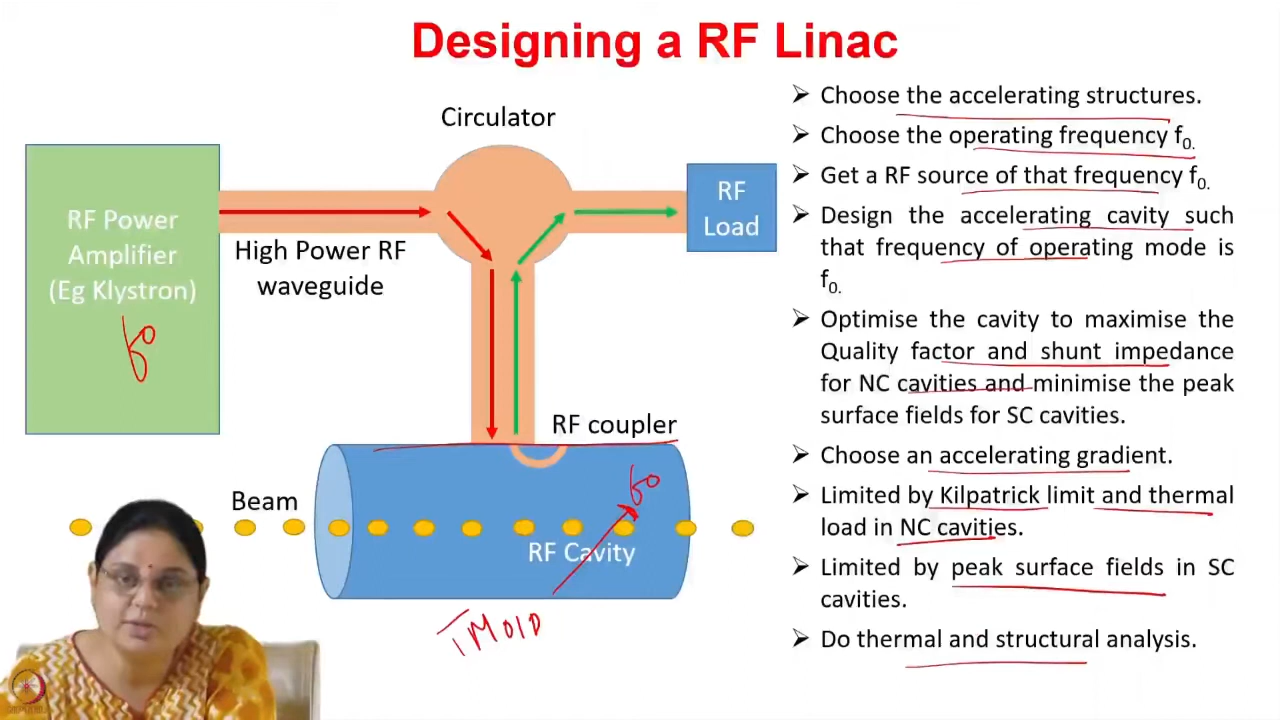 Designing a RF Linac
Circulator
RF Power
Amplifier
(Eg Klystron)
f0
High Power RF
waveguide
RF
Load
RF coupler
f0
Beam
RF Cavity
TM010
➢ Choose the accelerating structures.
➢ Choose the operating frequency f0.
➢ Get a RF source of that frequency f0.
➢ Design the accelerating cavity such
that frequency of operating mode is
f0.
➢ Optimise the cavity to maximise the
Quality factor and shunt impedance
for NC cavities and minimise the peak
surface fields for SC cavities.
➢ Choose an accelerating gradient.
➢ Limited by Kilpatrick limit and thermal
load in NC cavities.
➢ Limited by peak surface fields in SC
cavities.
➢ Do thermal and structural analysis.